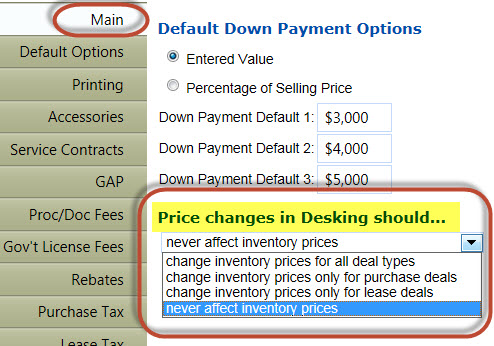 Main
Default Options
Printing
Accessories
Service Contracts
GAP
Proc/Doc Fees
Gov't License Fees
Rebates
Purchase Tax
Lease Tax
Default Down Payment Options
Entered Value
Percentage of Selling Price
Down Payment Default 1: $3,000
Down Payment Default 2: $4,000
Down Payment Default 3: $5,000
Price changes in Desking should...
never affect inventory prices
change inventory prices for all deal types
change inventory prices only for purchase deals
change inventory prices only for lease deals
never affect inventory prices